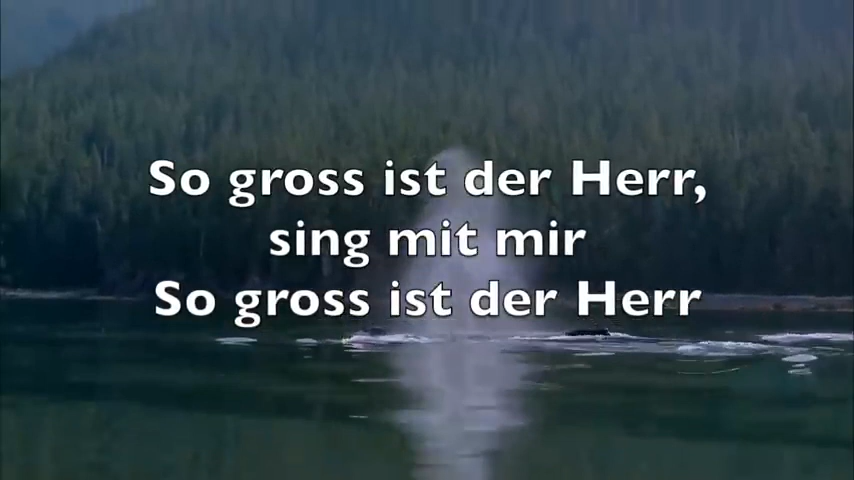 So gross ist der Herr,
sing mit mir
So gross ist der Herr